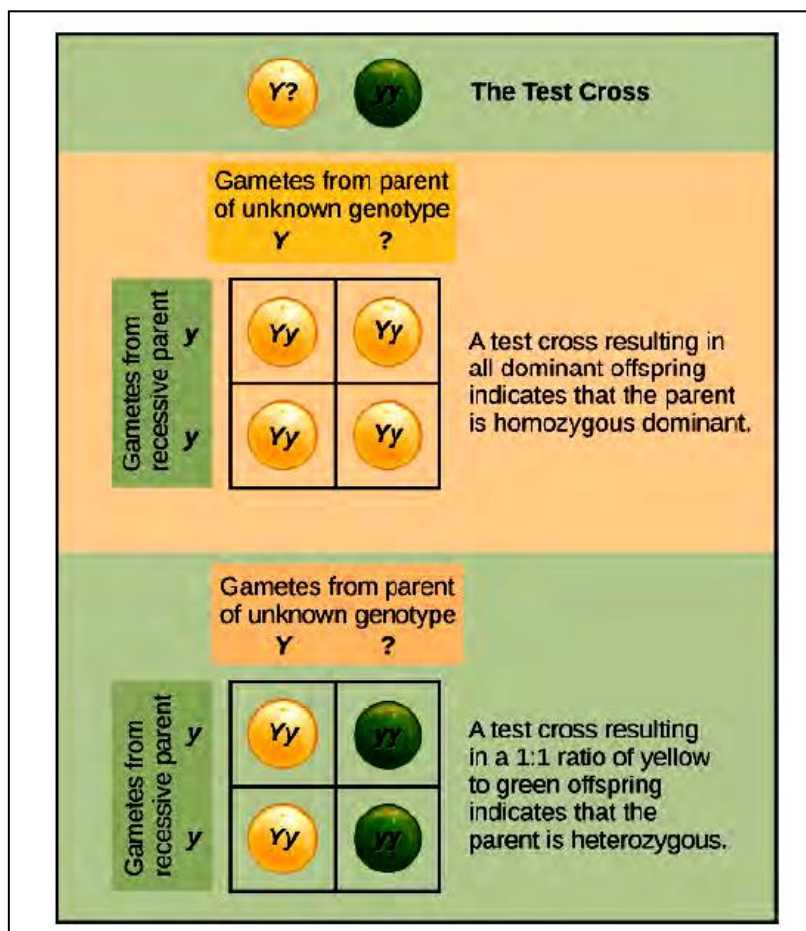 Y? yy The Test Cross
Gametes from parent
of unknown genotype
Y ?
Gametes from
recessive parent
y
y
Yy Yy
Yy Yy
A test cross resulting in
all dominant offspring
indicates that the parent
is homozygous dominant.
Gametes from parent
of unknown genotype
Y ?
Gametes from
recessive parent
y
y
Yy yy
Yy yy
A test cross resulting
in a 1:1 ratio of yellow
to green offspring
indicates that the
parent is heterozygous.